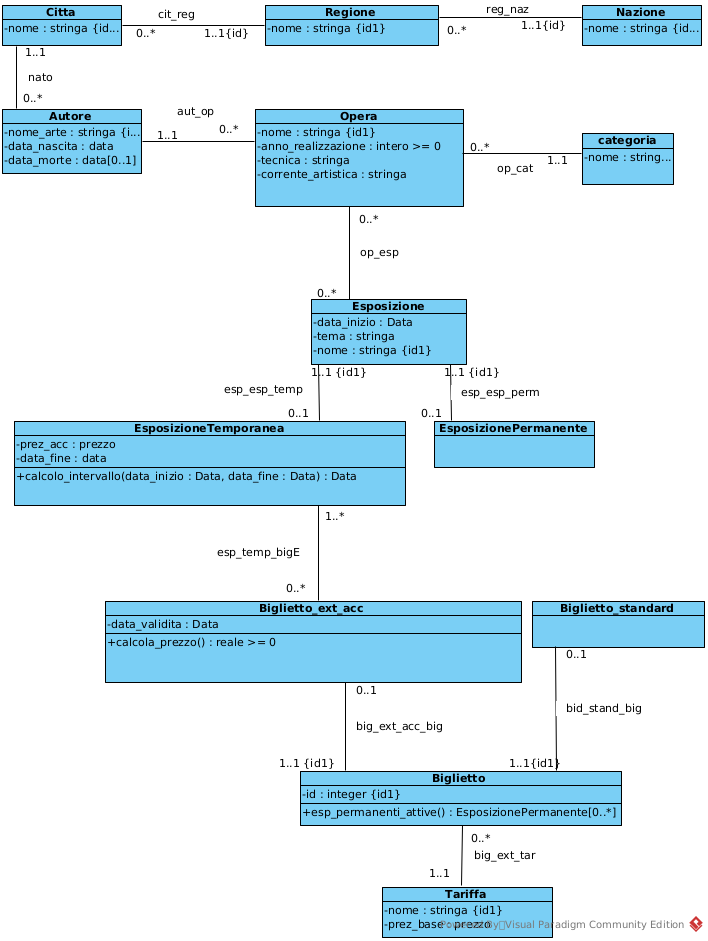 Citta
-nome : stringa {id...
cit_reg
0..*
1..1{id}
Regione
-nome : stringa {id1}
reg_naz
0..*
1..1{id}
Nazione
-nome : stringa {id...
1..1
nato
0..*
Autore
-nome_arte : stringa {i...
-data_nascita : data
-data_morte : data[0..1]
aut_op
1..1
0..*
Opera
-nome : stringa {id1}
-anno_realizzazione : intero >= 0
-tecnica : stringa
-corrente_artistica : stringa
0..*
op_cat
1..1
categoria
-nome : string...
0..*
op_esp
0..*
Esposizione
-data_inizio : Data
-tema : stringa
-nome : stringa {id1}
1..1 {id1}
esp_esp_temp
0..1
1..1 {id1}
esp_esp_perm
0..1
EsposizioneTemporanea
-prez_acc : prezzo
-data_fine : data
+calcolo_intervallo(data_inizio : Data, data_fine : Data) : Data
EsposizionePermanente
1..*
esp_temp_bigE
0..*
Biglietto_ext_acc
-data_validita : Data
+calcola_prezzo() : reale >= 0
Biglietto_standard
0..1
big_ext_acc_big
1..1 {id1}
0..1
bid_stand_big
1..1{id1}
Biglietto
-id : integer {id1}
+esp_permanenti_attive() : EsposizionePermanente[0..*]
0..*
big_ext_tar
1..1
Tariffa
-nome : stringa {id1}
-prez_base : prezzo
Powered By Visual Paradigm Community Edition